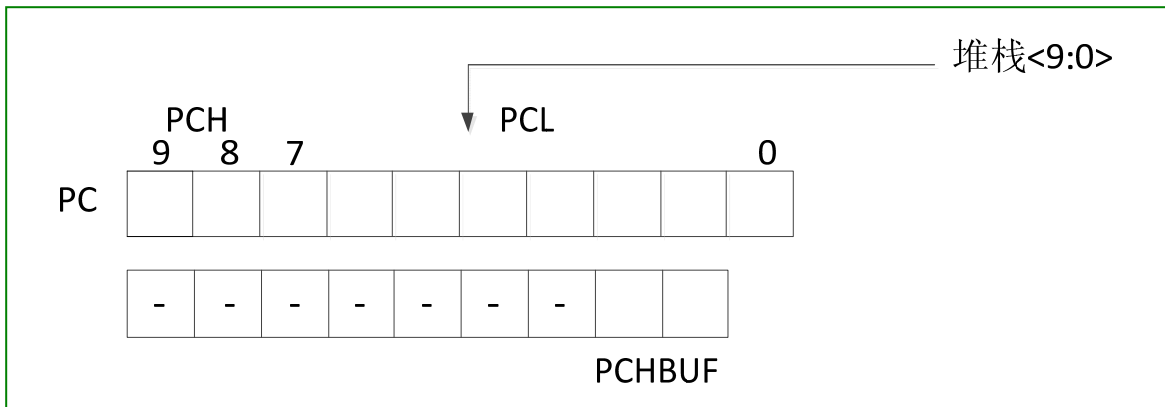 堆栈<9:0>
PCH PCL
9 8 7 0
PC
- - - - - - -
PCHBUF